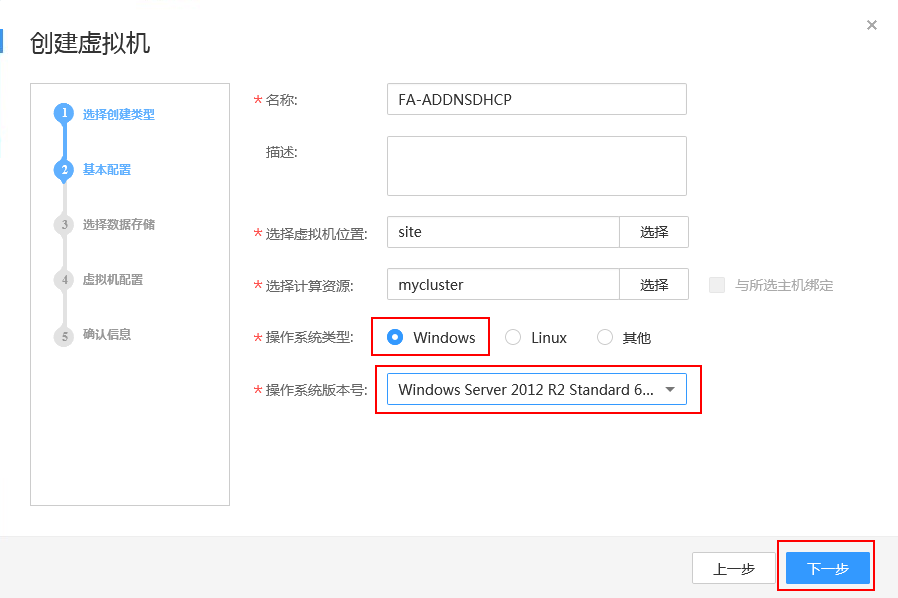 创建虚拟机
×
1 选择创建类型
2 基本配置
3 选择数据存储
4 虚拟机配置
5 确认信息
* 名称: FA-ADDNSDHCP
描述:
* 选择虚拟机位置: site 选择
* 选择计算资源: mycluster 选择 与所选主机绑定
* 操作系统类型: Windows Linux 其他
* 操作系统版本号: Windows Server 2012 R2 Standard 6...
上一步 下一步